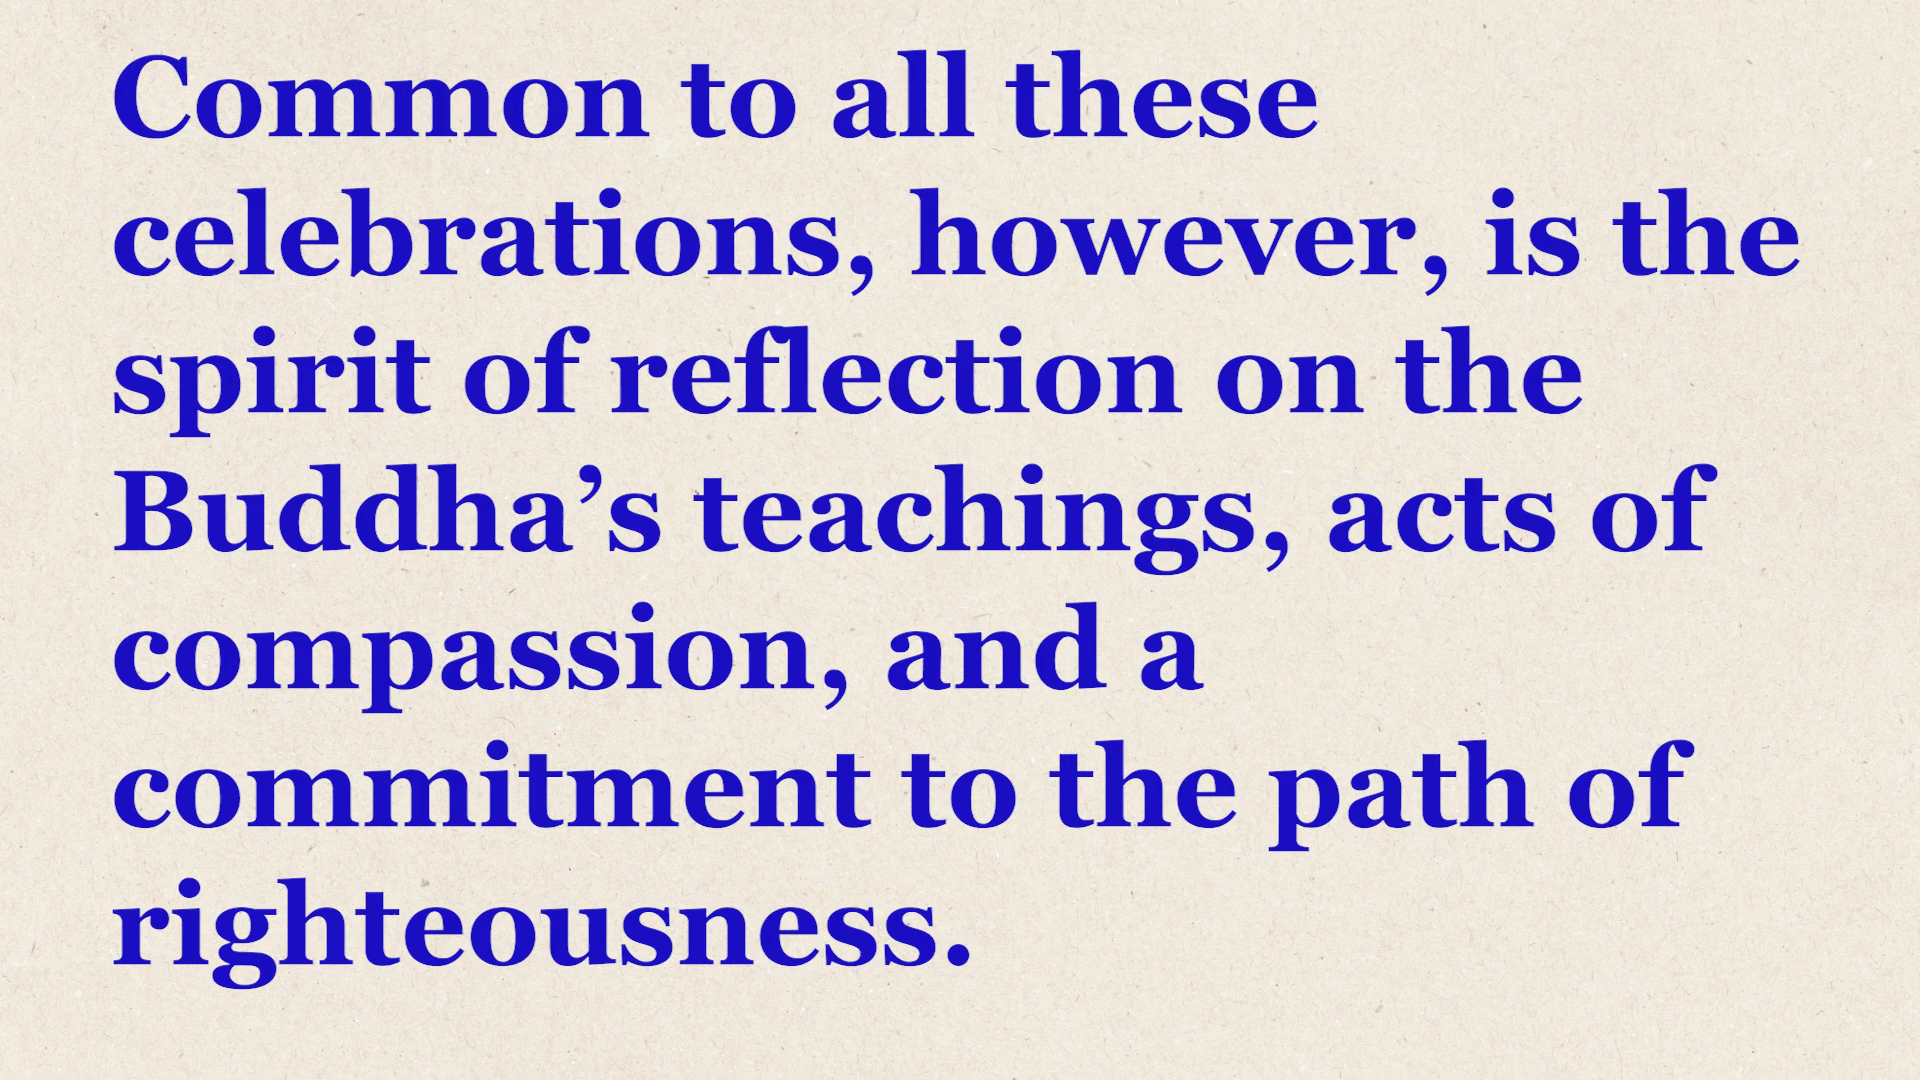 Common to all these
celebrations, however, is the
spirit of reflection on the
Buddha’s teachings, acts of
compassion, and a
commitment to the path of
righteousness.